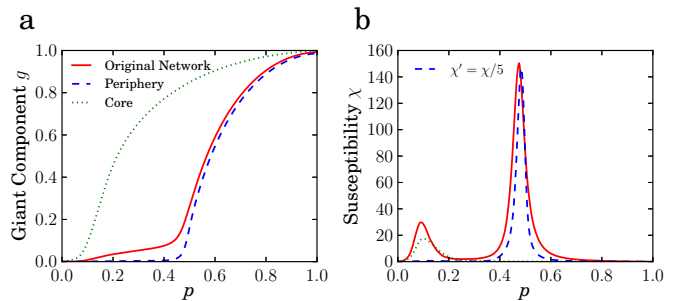 a
Giant Component g
1.0
0.8
0.6
0.4
0.2
0.0
Original Network
Periphery
Core
0.0 0.2 0.4 0.6 0.8 1.0
p
b
Susceptibility χ
160
140
120
100
80
60
40
20
0
χ′ = χ/5
0.0 0.2 0.4 0.6 0.8 1.0
p